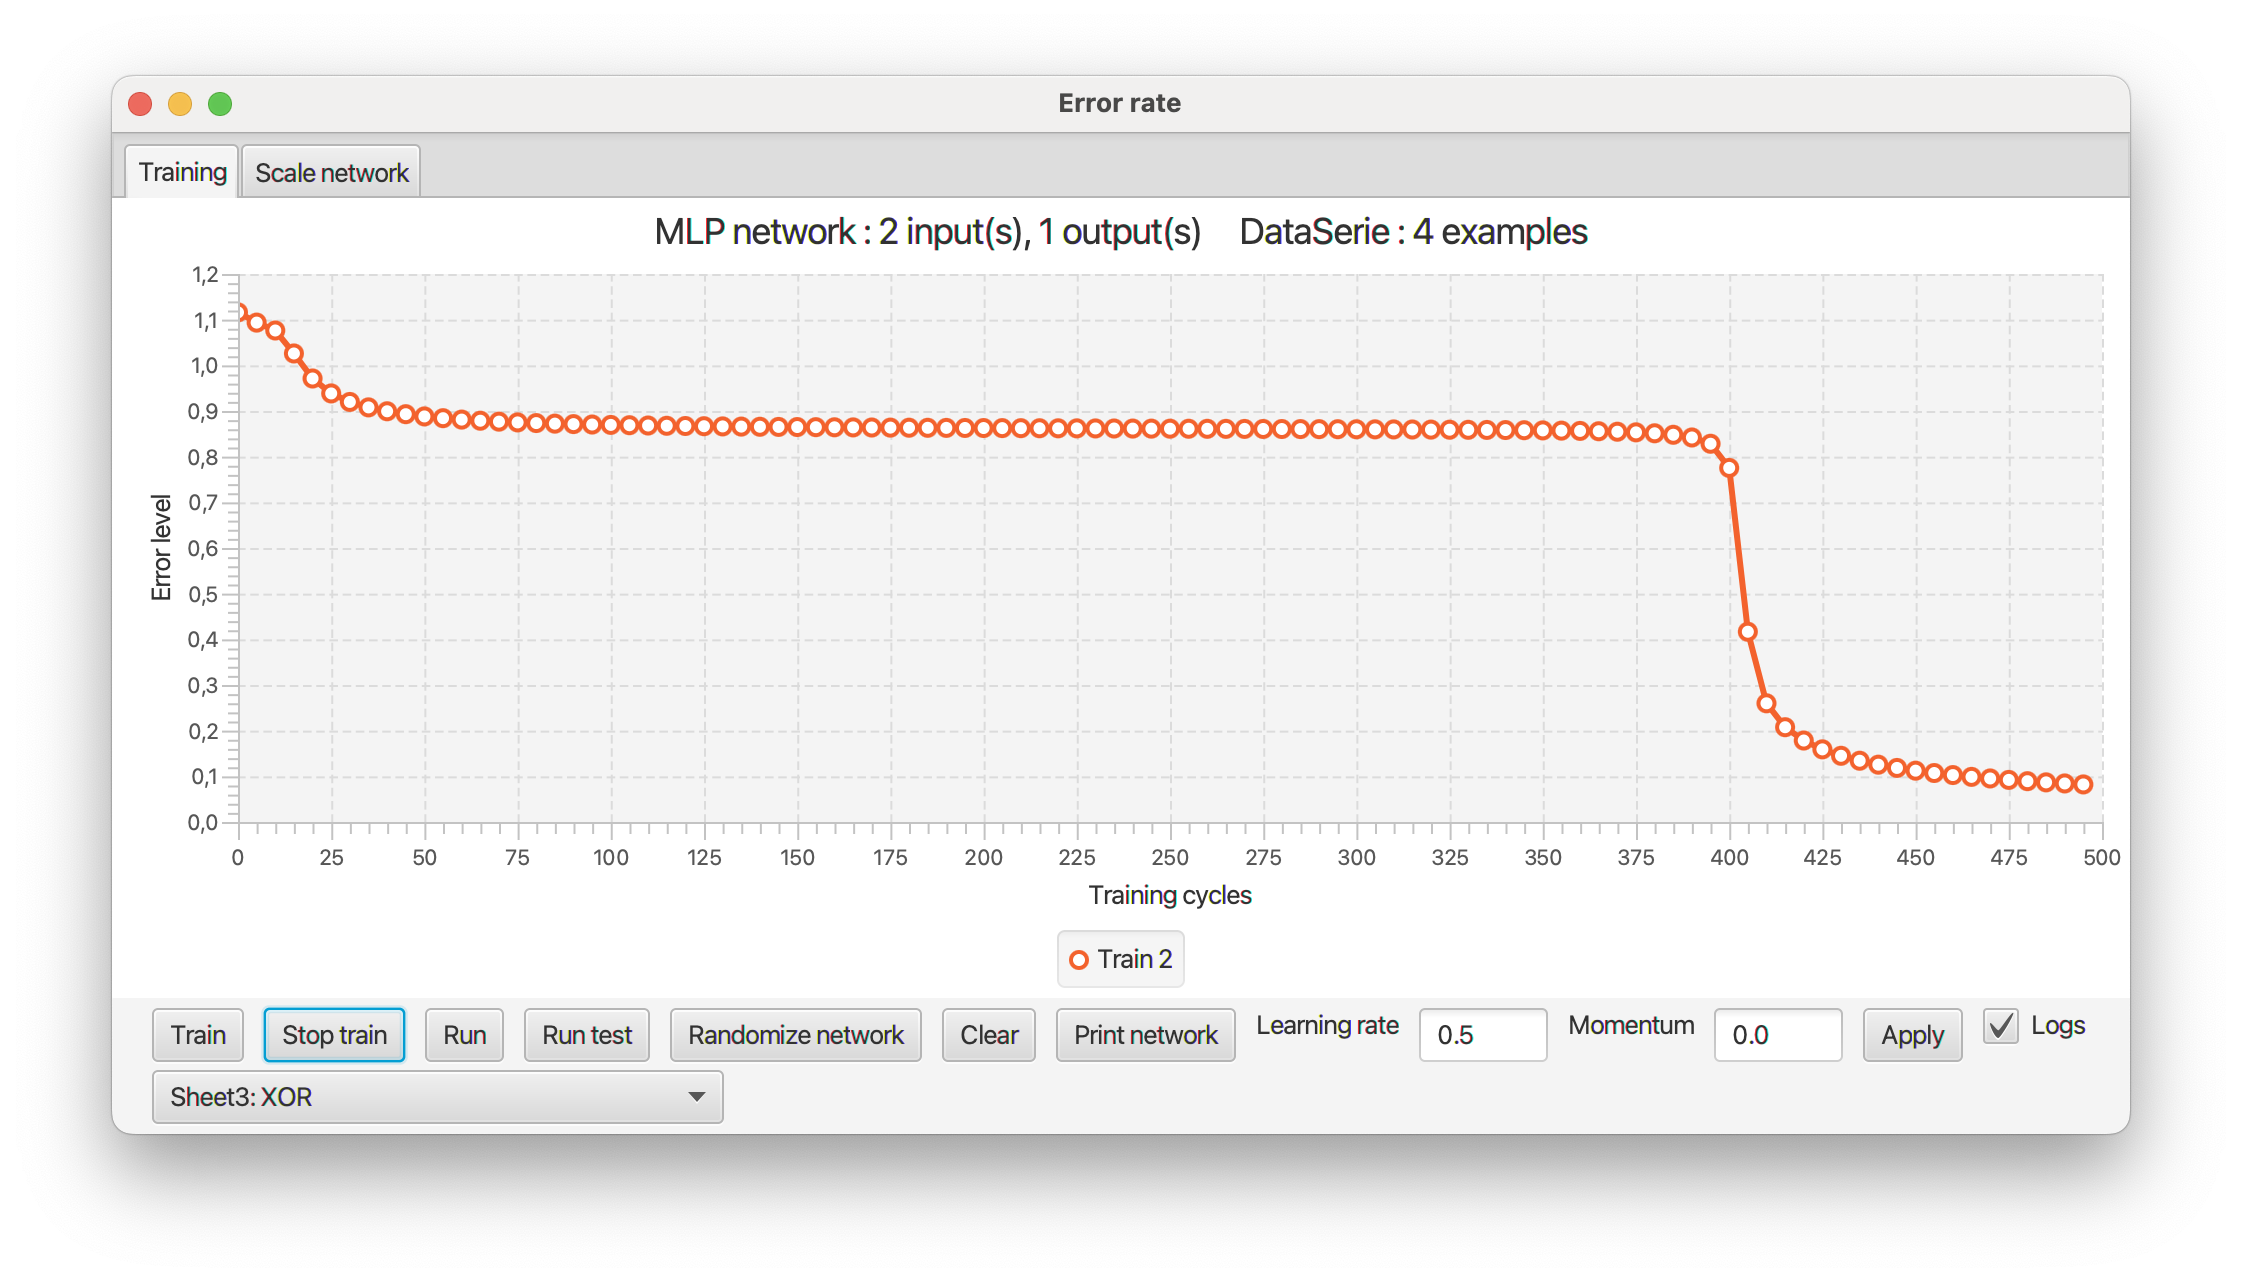 Error rate
Training
Scale network
MLP network : 2 input(s), 1 output(s) DataSerie : 4 examples
1,2
1,1
1,0
0,9
0,8
0,7
0,6
0,5
0,4
0,3
0,2
0,1
0,0
Error level
0 25 50 75 100 125 150 175 200 225 250 275 300 325 350 375 400 425 450 475 500
Training cycles
Train 2
Train Stop train Run Run test Randomize network Clear Print network Learning rate 0.5 Momentum 0.0 Apply Logs
Sheet3: XOR